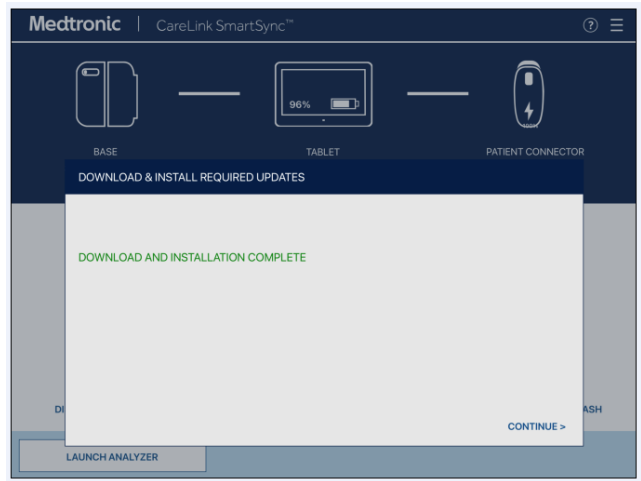 Medtronic | CareLink SmartSync™ ?
96%
100%
BASE TABLET PATIENT CONNECTOR
DOWNLOAD & INSTALL REQUIRED UPDATES
DOWNLOAD AND INSTALLATION COMPLETE
CONTINUE >
LAUNCH ANALYZER